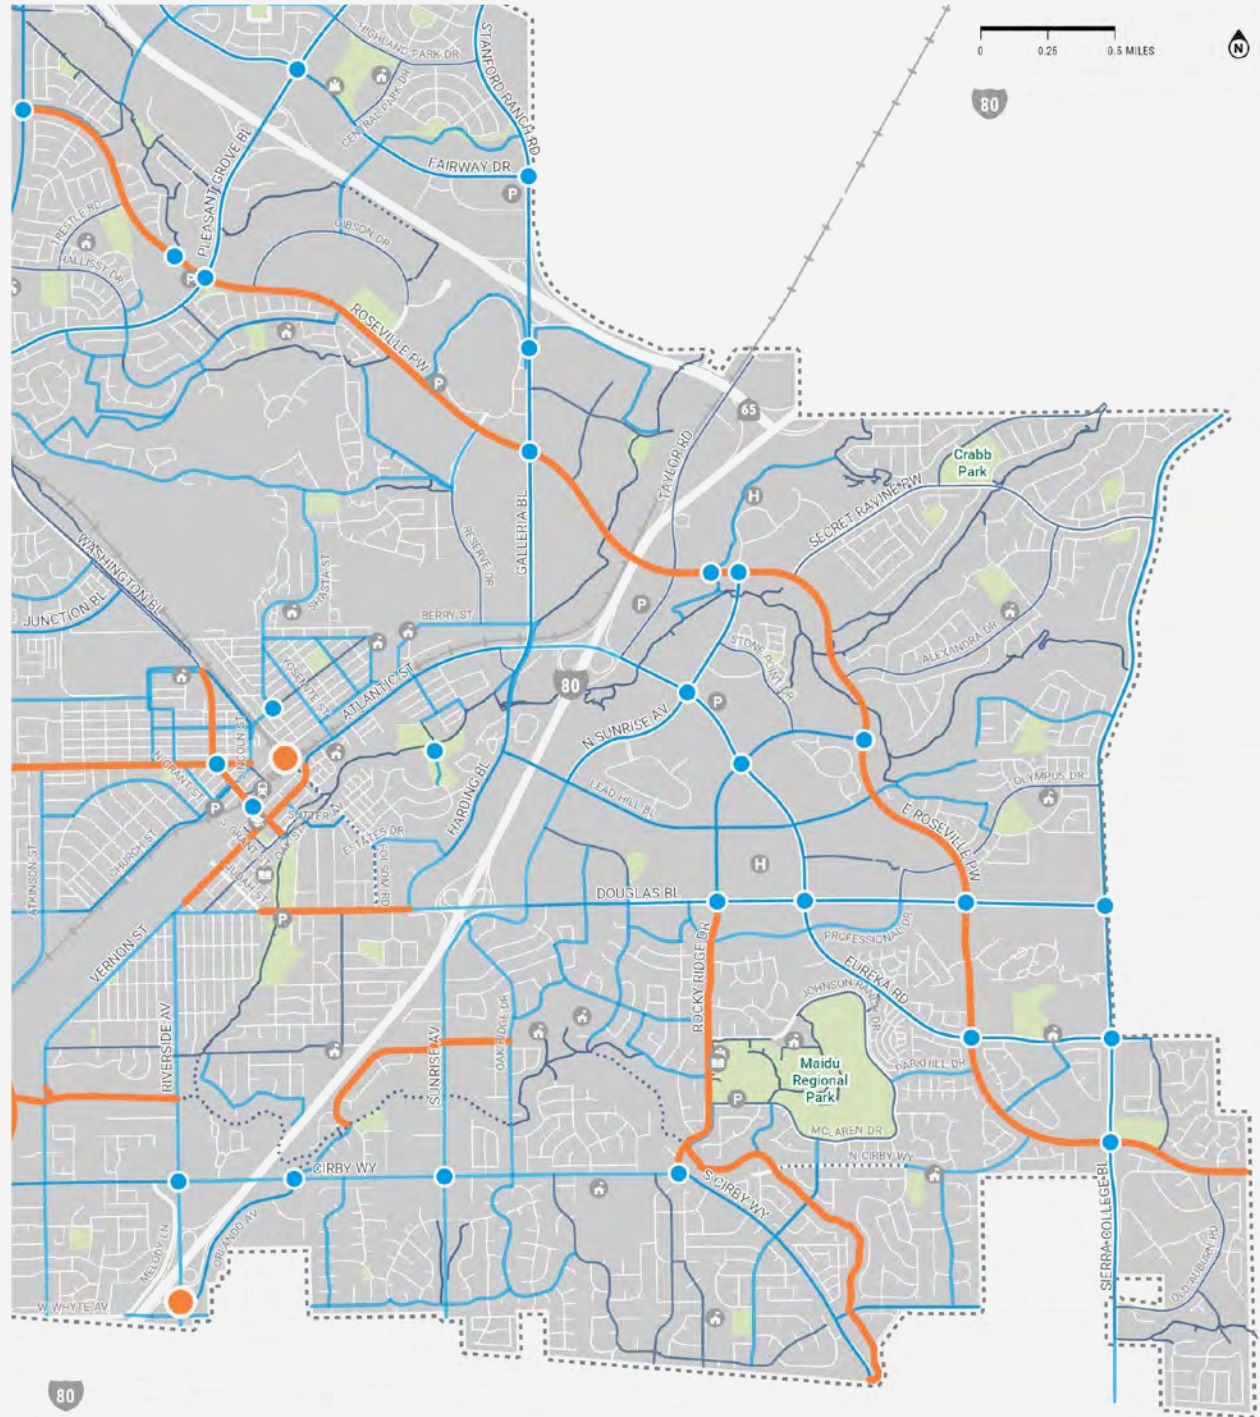 HIGHLAND PARK DR
STANFORD RANCH RD
0 0.25 0.5 MILES
N
80
CENTRAL PARK DR
PLEASANT GROVE BL
FAIRWAY DR
P
TRESTLE RD
GIBSON DR
HALLISSY DR
P
ROSEVILLE PW
P
65
TAYLOR RD
Crabb
Park
H
SECRET RAVINE PW
GALLERIA BL
RESERVE DR
WASHINGTON BL
JUNCTION BL
SHASTA ST
BERRY ST
P
ALEXANDRA DR
STONE POINT DR
YOSEMITE ST
ATLANTIC ST
80
P
N SUNRISE AV
LINCOLN ST
N GRANT ST
HARDING BL
LEAD HILL BL
OLYMPUS DR
P
SUTTER AV
S GRANT ST
OAK ST
ESTATES DR
E ROSEVILLE PW
CHURCH ST
JUDAH ST
FOLSOM RD
H
ATKINSON ST
DOUGLAS BL
P
VERNON ST
ROCKY RIDGE DR
PROFESSIONAL DR
EUREKA RD
RIVERSIDE AV
SUNRISE AV
OAK RIDGE DR
JOHNSON RANCH DR
Maidu
Regional
Park
PARKHILL DR
P
MCLAREN DR
N CIRBY WY
CIRBY WY
S CIRBY WY
SIERRA COLLEGE BL
MELODY LN
ORLANDO AV
OLD AUBURN RD
W WHYTE AV
80